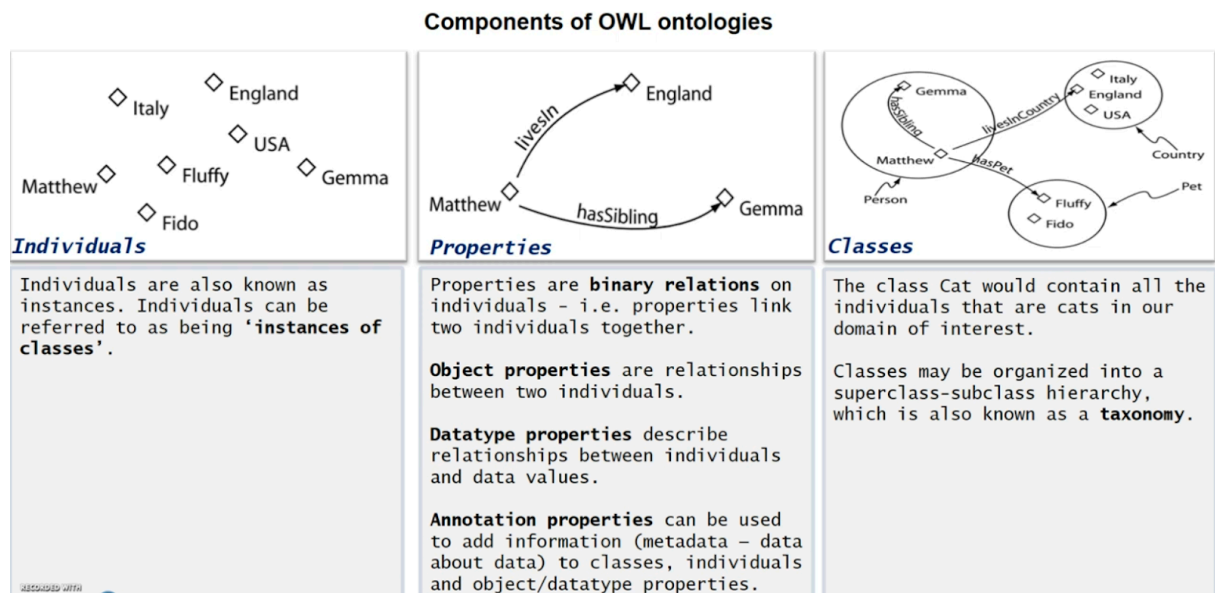 Components of OWL ontologies
Italy
England
USA
Matthew
Fluffy
Gemma
Fido
Individuals
Individuals are also known as
instances. Individuals can be
referred to as being ‘instances of
classes’.
livesIn
England
Matthew
hasSibling
Gemma
Properties
Properties are binary relations on
individuals – i.e. properties link
two individuals together.
Object properties are relationships
between two individuals.
Datatype properties describe
relationships between individuals
and data values.
Annotation properties can be used
to add information (metadata – data
about data) to classes, individuals
and object/datatype properties.
Gemma
hasSibling
Matthew
Person
livesInCountry
Italy
England
USA
Country
hasPet
Pet
Fluffy
Fido
Classes
The class Cat would contain all the
individuals that are cats in our
domain of interest.
Classes may be organized into a
superclass-subclass hierarchy,
which is also known as a taxonomy.
RECORDED WITH